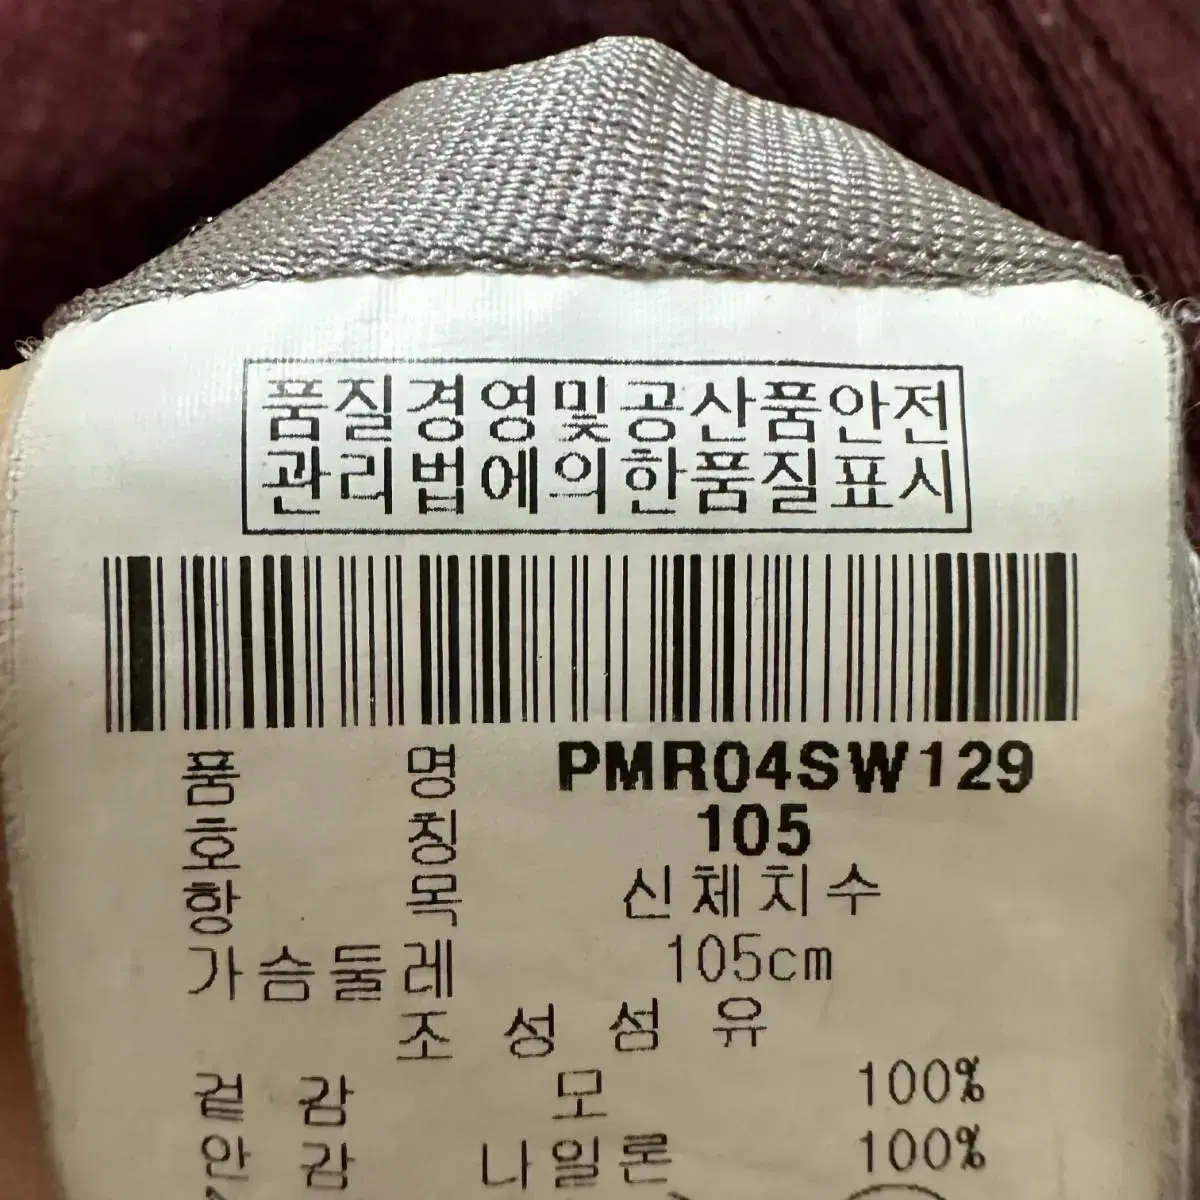 품질경영및공산품안전
관리법에의한품질표시
품 명 PMR04SW129
호 칭 105
항 목 신체치수
가슴둘레 105cm
조 성 섬 유
겉 감 모 100%
안 감 나일론 100%